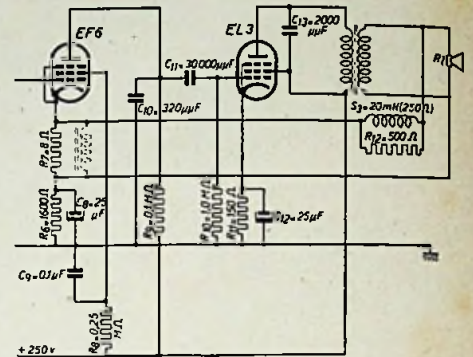 EF6
EL3
C13=2000 μμF
C11=30000μμF
C10=320μμF
R1
S3=20mH(250Ω)
R12=500Ω
R7=8Ω
R6=1600Ω
C8=25 μF
R9=0,1MΩ
R10=1,0MΩ
R11=150Ω
C12=25μF
C9=0,1μF
R8=0,25 MΩ
+250v